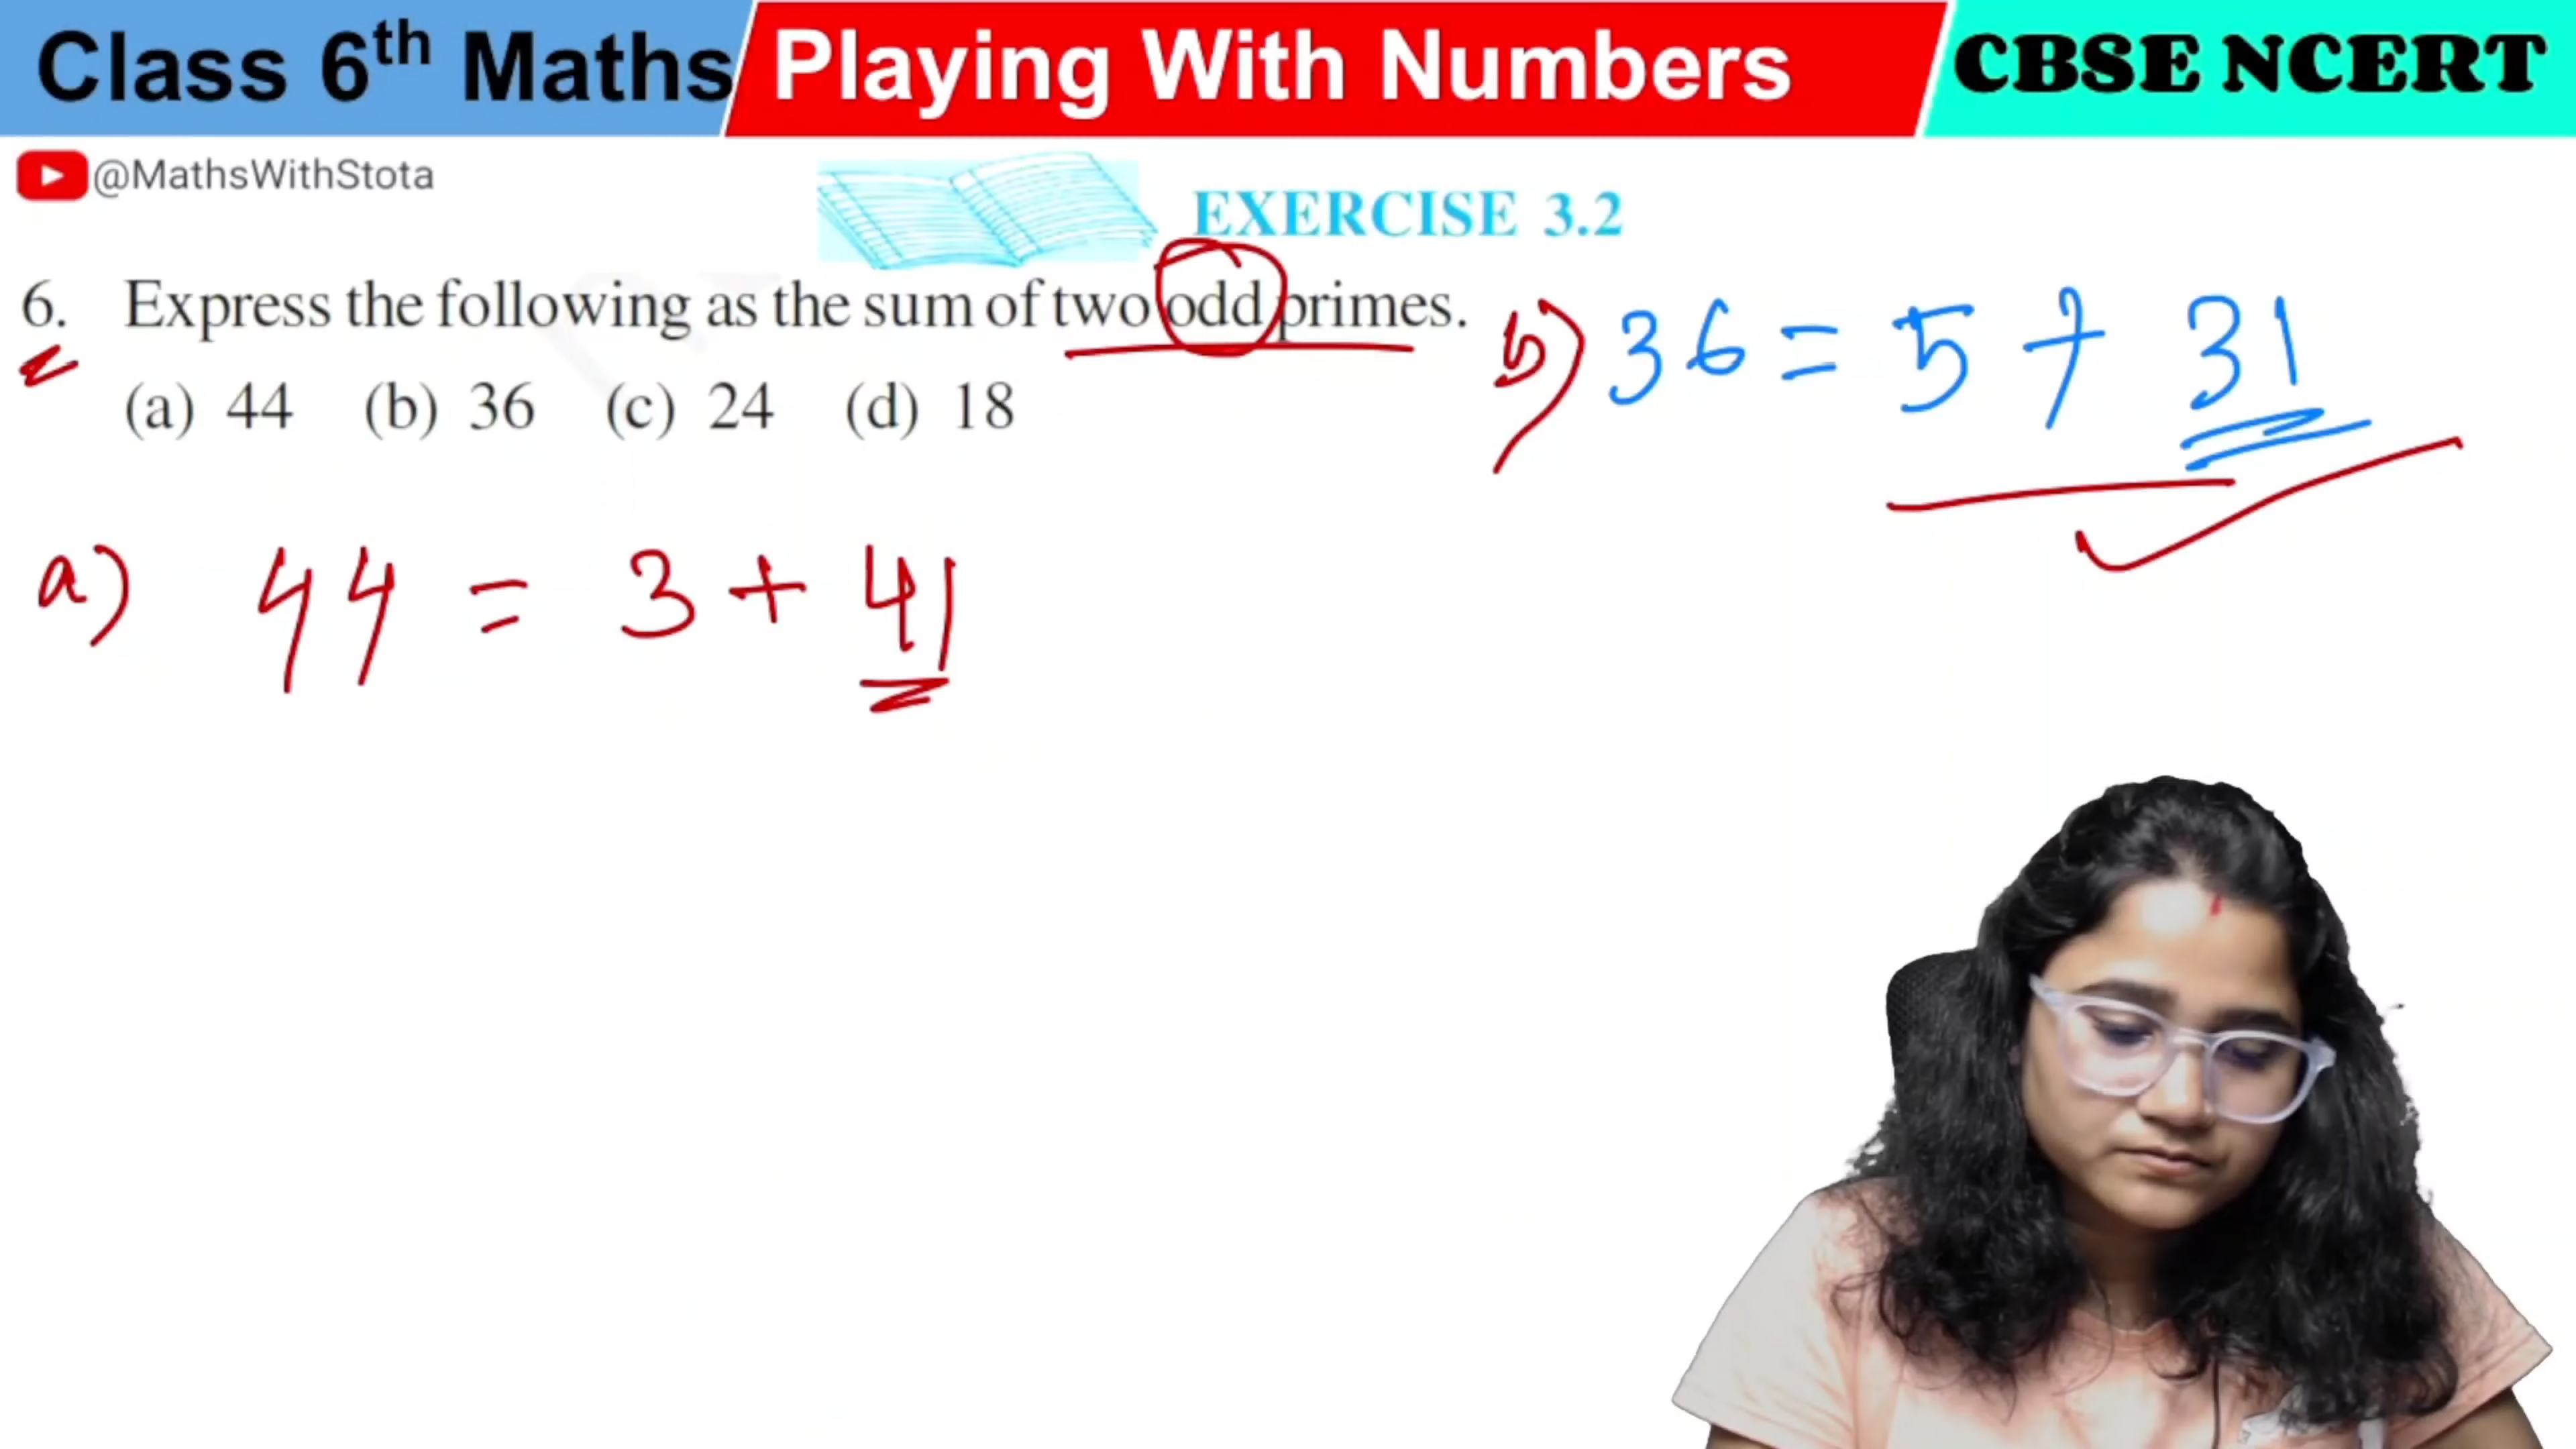 Class 6th Maths
Playing With Numbers
CBSE NCERT
@MathsWithStota
EXERCISE 3.2
6. Express the following as the sum of two odd primes.
(a) 44 (b) 36 (c) 24 (d) 18
b) 36 = 5 + 31
a) 44 = 3 + 41